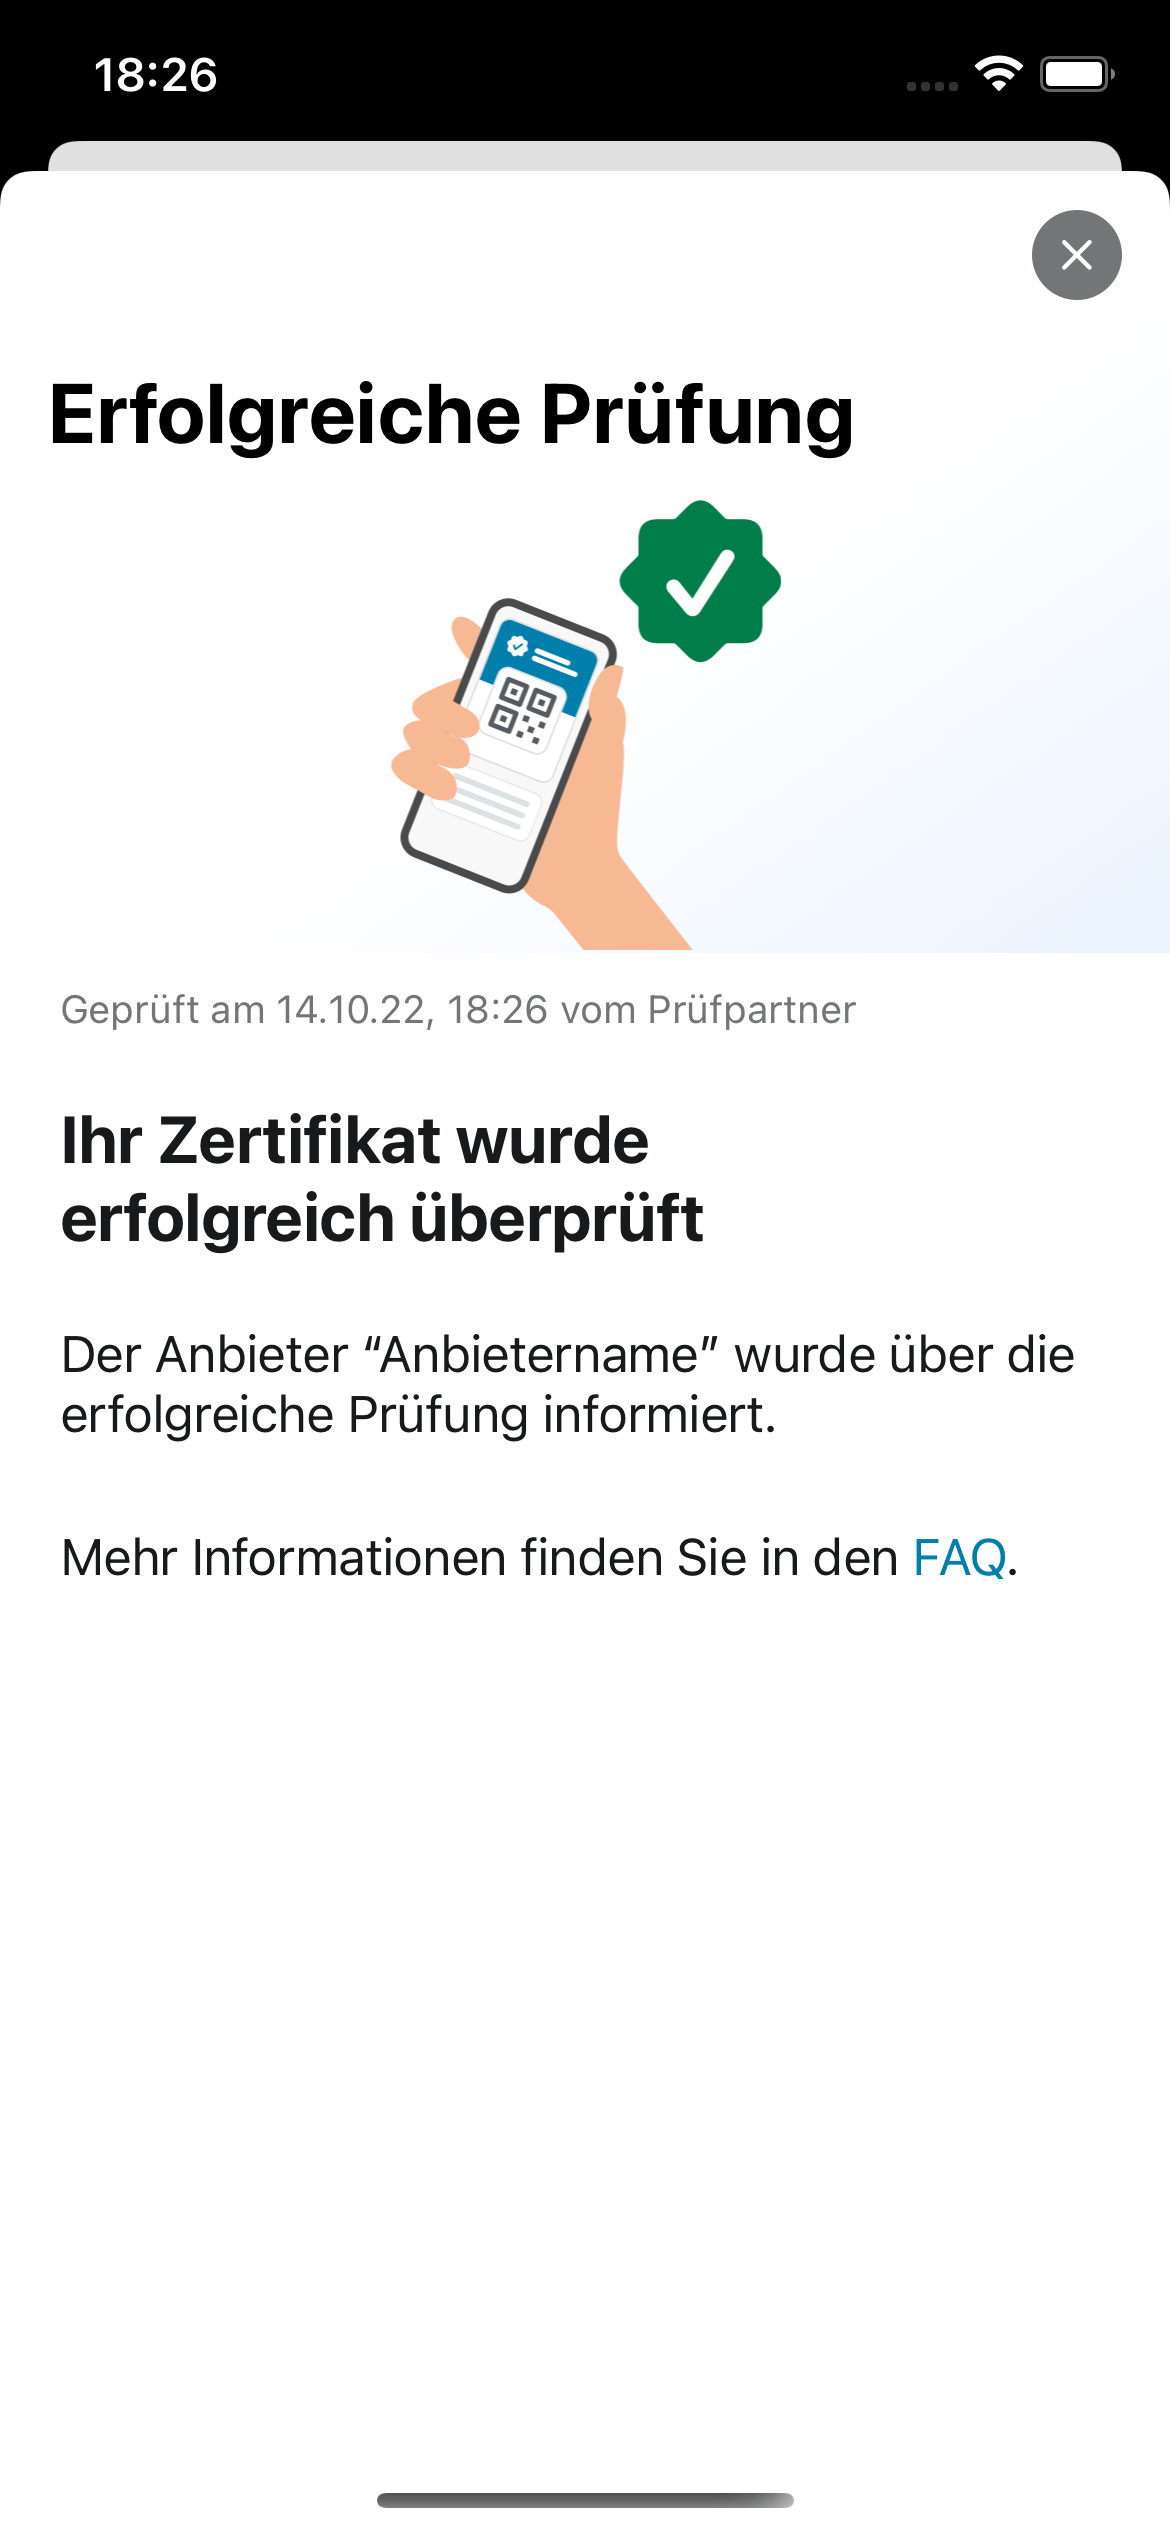 18:26
Erfolgreiche Prüfung
Geprüft am 14.10.22, 18:26 vom Prüfpartner
Ihr Zertifikat wurde
erfolgreich überprüft
Der Anbieter “Anbietername” wurde über die
erfolgreiche Prüfung informiert.
Mehr Informationen finden Sie in den FAQ.